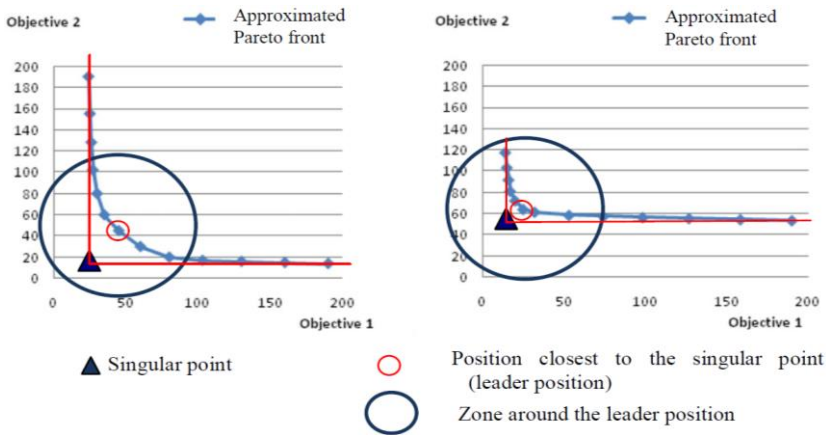 Objective 2
Approximated
Pareto front
200
180
160
140
120
100
80
60
40
20
0
0 50 100 150 200
Objective 1
Objective 2
Approximated
Pareto front
200
180
160
140
120
100
80
60
40
20
0
0 50 100 150 200
Objective 1
Singular point
Position closest to the singular point
(leader position)
Zone around the leader position